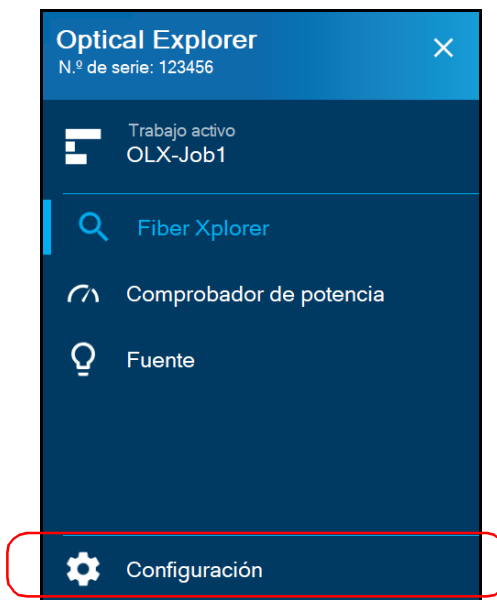 Optical Explorer
N.º de serie: 123456
Trabajo activo
OLX-Job1
Fiber Xplorer
Comprobador de potencia
Fuente
Configuración